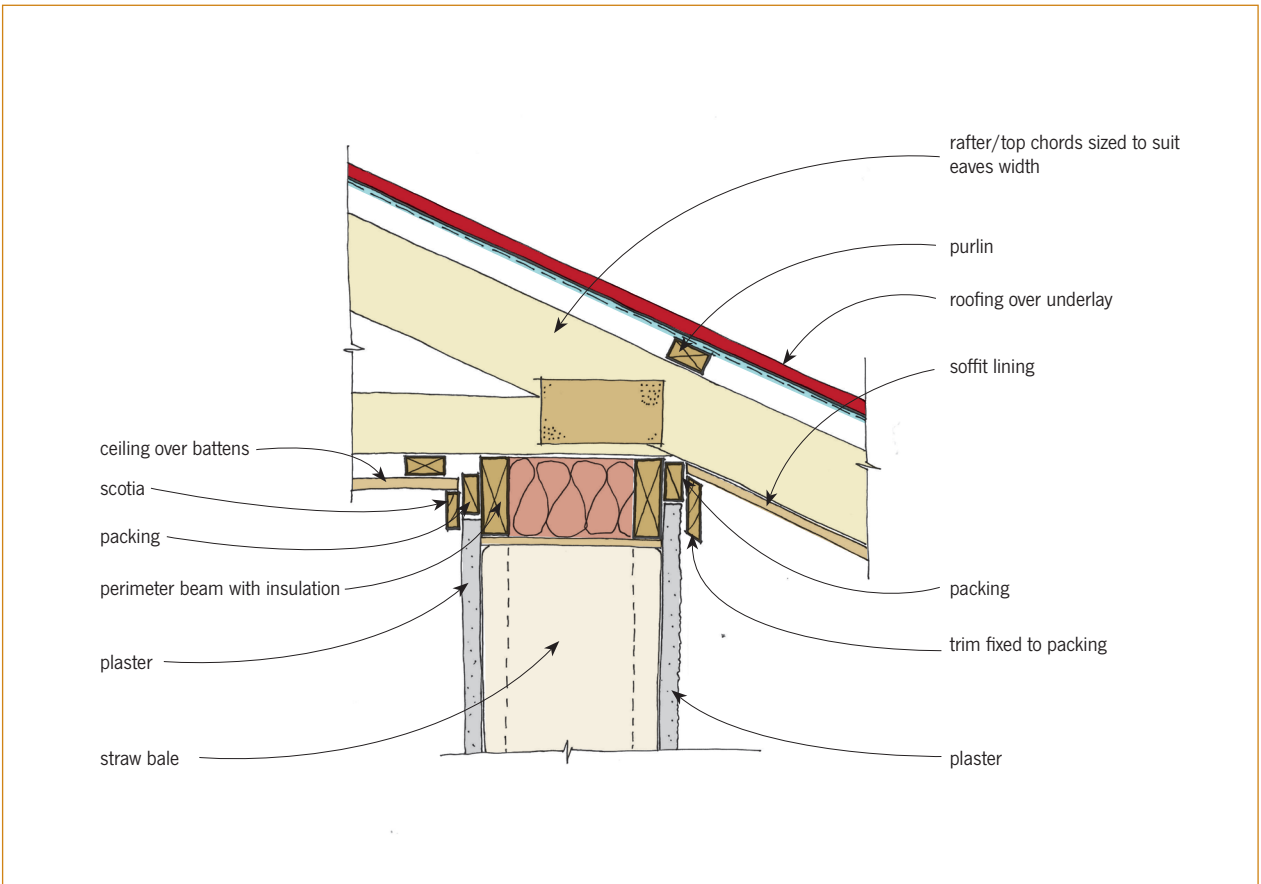 rafter/top chords sized to suit
eaves width
purlin
roofing over underlay
soffit lining
ceiling over battens
scotia
packing
perimeter beam with insulation
plaster
straw bale
packing
trim fixed to packing
plaster